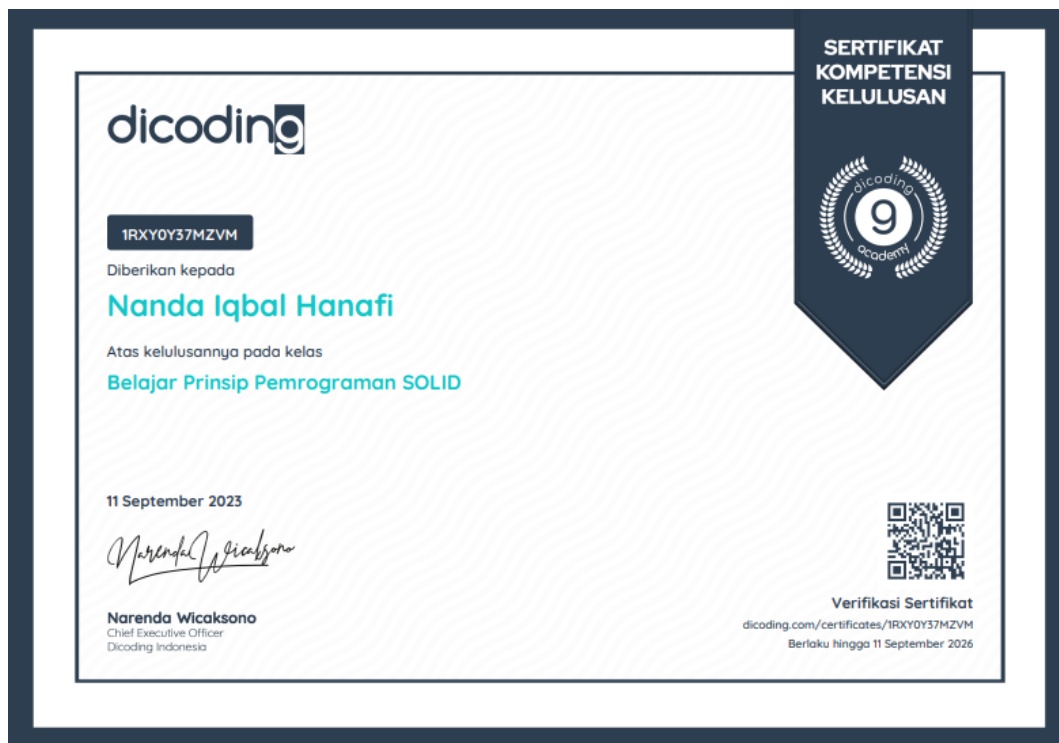 SERTIFIKAT
KOMPETENSI
KELULUSAN
dicoding
dicoding
academy
1RXY0Y37MZVM
Diberikan kepada
Nanda Iqbal Hanafi
Atas kelulusannya pada kelas
Belajar Prinsip Pemrograman SOLID
11 September 2023
Narenda Wicaksono
Narenda Wicaksono
Chief Executive Officer
Dicoding Indonesia
Verifikasi Sertifikat
dicoding.com/certificates/1RXY0Y37MZVM
Berlaku hingga 11 September 2026